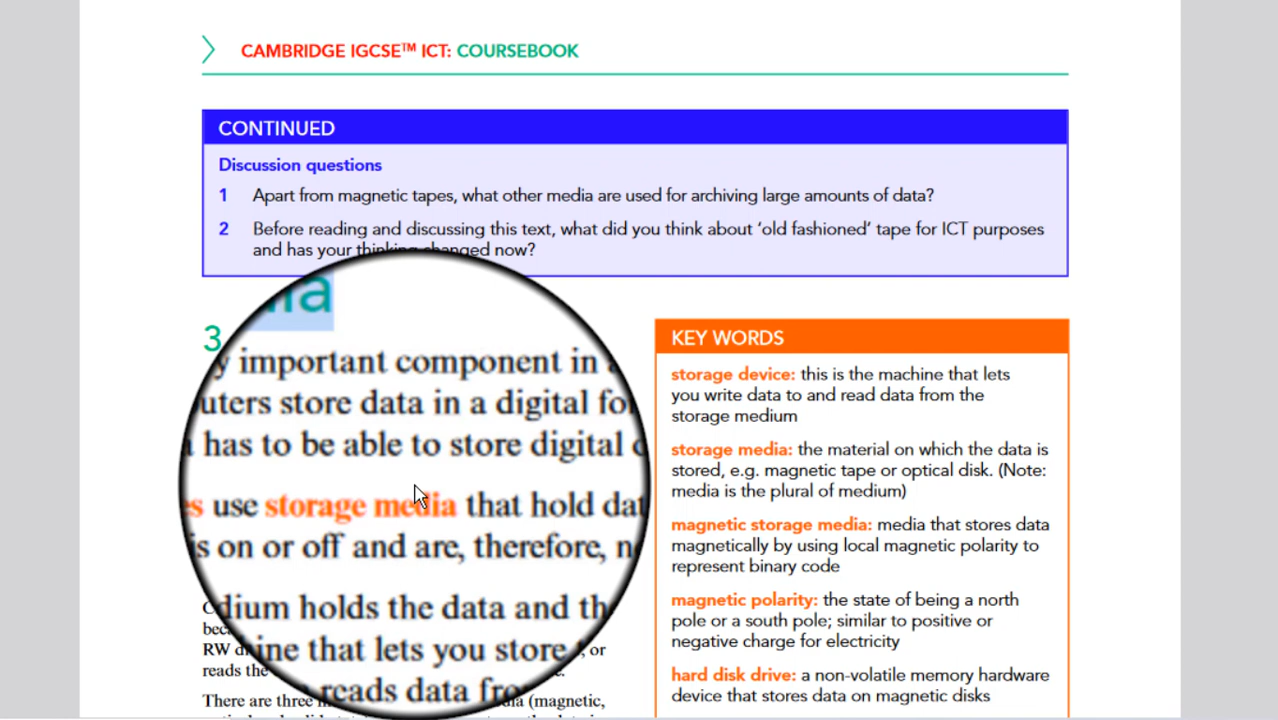 CAMBRIDGE IGCSE™ ICT: COURSEBOOK
CONTINUED
Discussion questions
1 Apart from magnetic tapes, what other media are used for archiving large amounts of data?
2 Before reading and discussing this text, what did you think about ‘old fashioned’ tape for ICT purposes
and has your thinking changed now?
3
important component in
store data in a digital
has to be able to store digital
use storage media that hold
is on or off and are, therefore,
holds the data and
that lets you store
or
RW
reads the
reads data
There are three
(magnetic,
KEY WORDS
storage device: this is the machine that lets
you write data to and read data from the
storage medium
storage media: the material on which the data is
stored, e.g. magnetic tape or optical disk. (Note:
media is the plural of medium)
magnetic storage media: media that stores data
magnetically by using local magnetic polarity to
represent binary code
magnetic polarity: the state of being a north
pole or a south pole; similar to positive or
negative charge for electricity
hard disk drive: a non-volatile memory hardware
device that stores data on magnetic disks